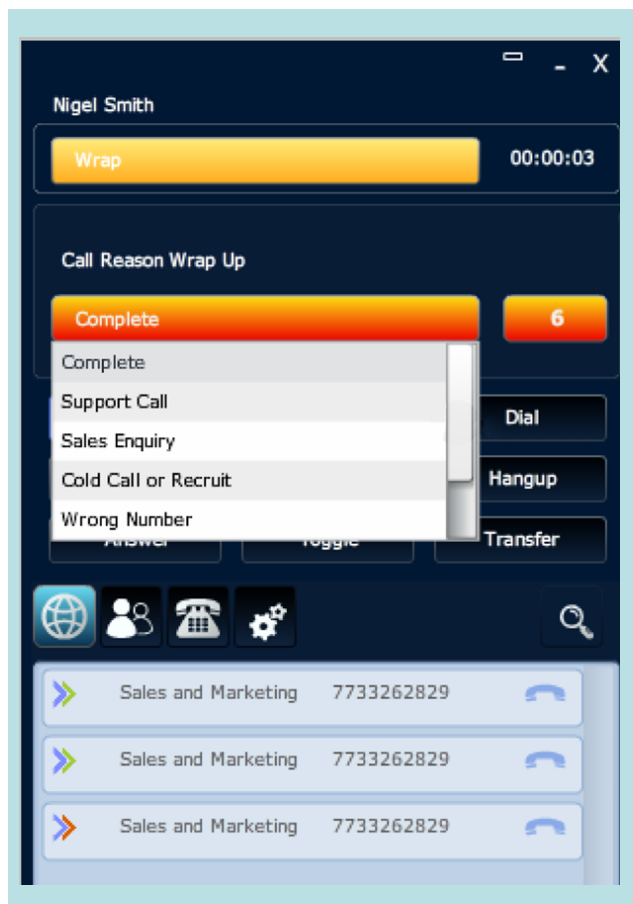 Nigel Smith
Wrap 00:00:03
Call Reason Wrap Up
Complete 6
Complete
Support Call
Sales Enquiry
Cold Call or Recruit
Wrong Number
Dial
Hangup
Transfer
Sales and Marketing 7733262829
Sales and Marketing 7733262829
Sales and Marketing 7733262829